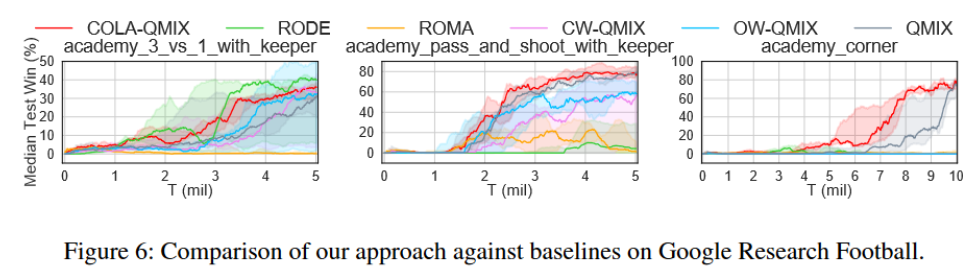 COLA-QMIX RODE ROMA CW-QMIX OW-QMIX QMIX
academy_3_vs_1_with_keeper academy_pass_and_shoot_with_keeper academy_corner
Median Test Win (%)
50
40
30
20
10
0
0 1 2 3 4 5
T (mil)
80
60
40
20
0
0 1 2 3 4 5
T (mil)
100
80
60
40
20
0
0 1 2 3 4 5 6 7 8 9 10
T (mil)
Figure 6: Comparison of our approach against baselines on Google Research Football.